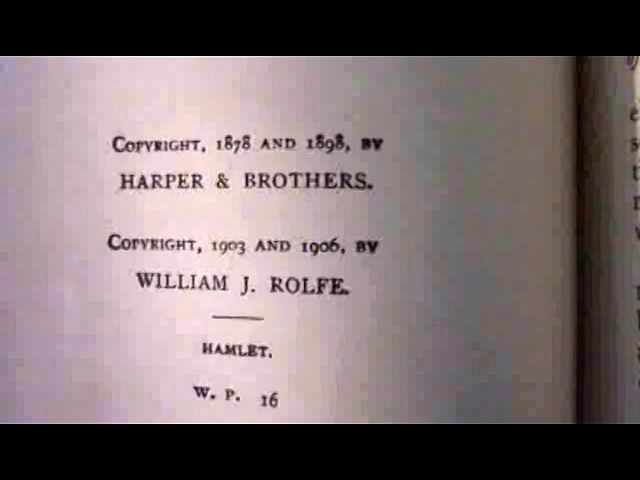 COPYRIGHT, 1878 AND 1898, BY
HARPER & BROTHERS.
COPYRIGHT, 1903 AND 1906, BY
WILLIAM J. ROLFE.
HAMLET.
W. P. 16